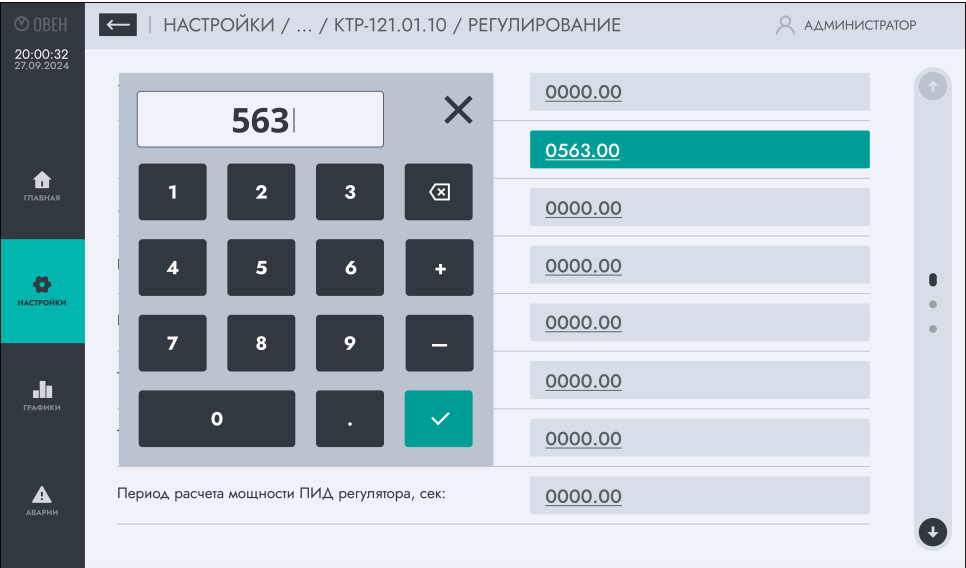 ОВЕН
НАСТРОЙКИ / ... / КТР-121.01.10 / РЕГУЛИРОВАНИЕ
АДМИНИСТРАТОР
20:00:32
27.09.2024
ГЛАВНАЯ
НАСТРОЙКИ
ГРАФИКИ
АВАРИИ
563
1 2 3
4 5 6 +
7 8 9 —
0 .
0000.00
0563.00
0000.00
0000.00
0000.00
0000.00
0000.00
Период расчета мощности ПИД регулятора, сек:
0000.00